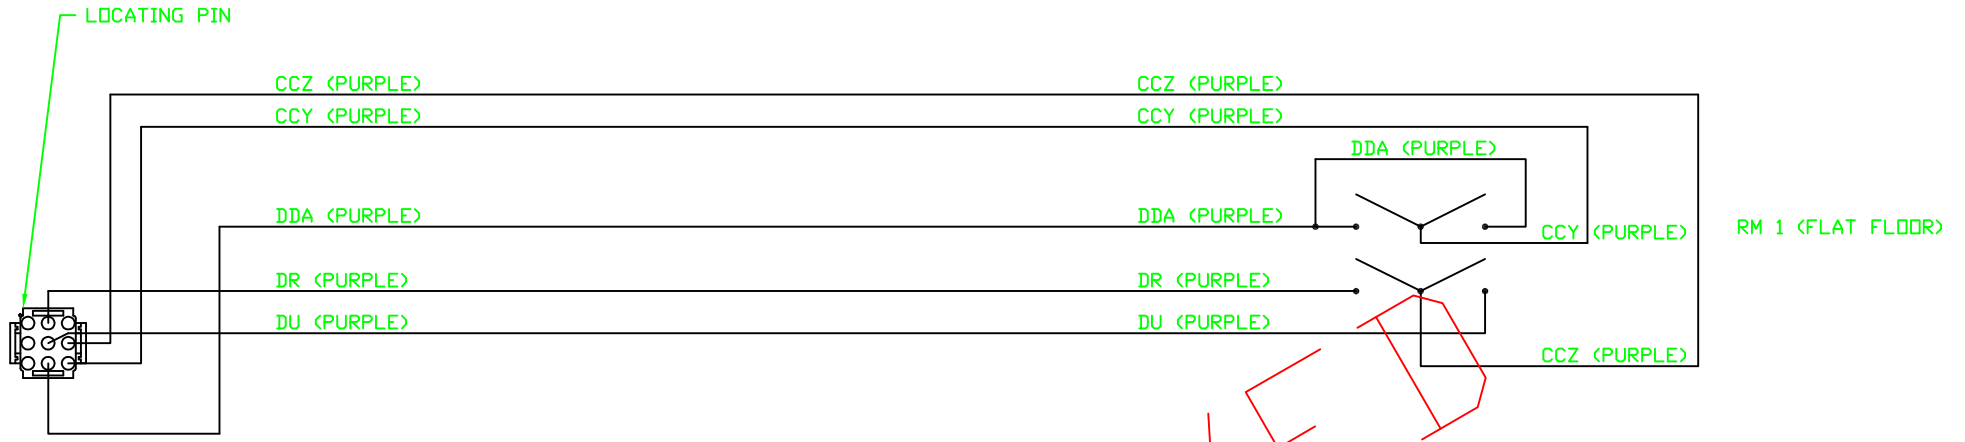 LOCATING PIN
CCZ (PURPLE) CCZ (PURPLE)
CCY (PURPLE) CCY (PURPLE)
DDA (PURPLE)
DDA (PURPLE) DDA (PURPLE)
CCY (PURPLE) RM 1 (FLAT FLOOR)
DR (PURPLE) DR (PURPLE)
DU (PURPLE) DU (PURPLE)
CCZ (PURPLE)